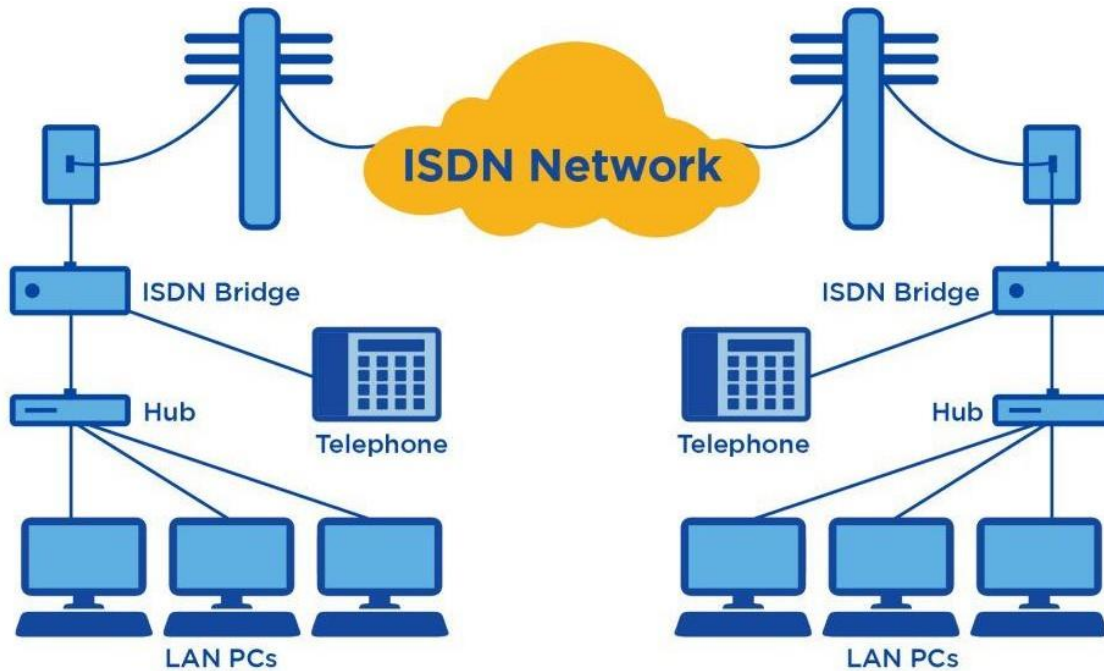 ISDN Network
ISDN Bridge
ISDN Bridge
Hub
Hub
Telephone
Telephone
LAN PCs
LAN PCs